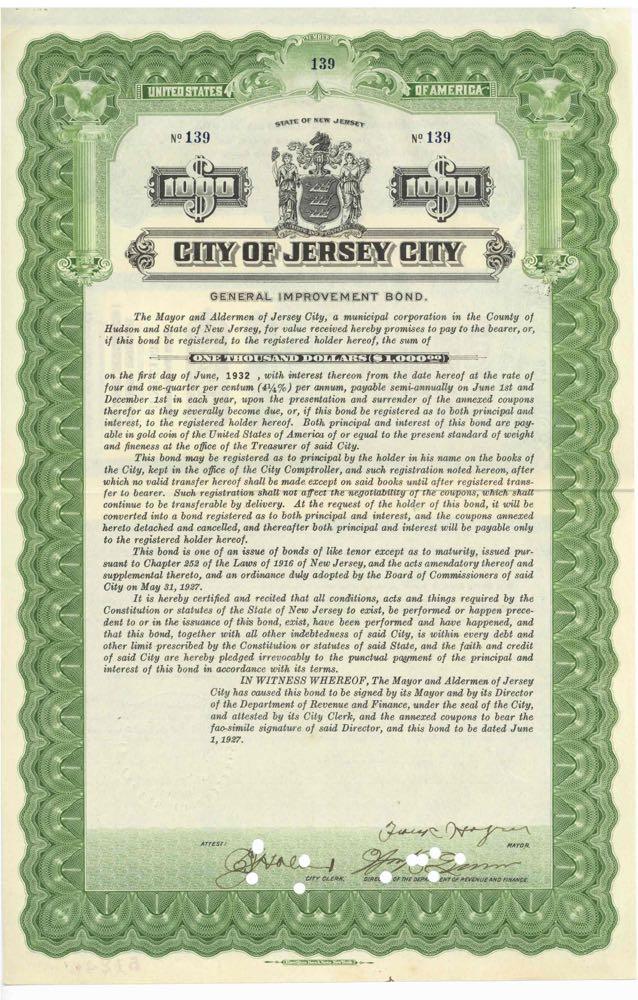 NUMBER
139
UNITED STATES OF AMERICA
STATE OF NEW JERSEY
No 139 No 139
$1000 $1000
CITY OF JERSEY CITY
GENERAL IMPROVEMENT BOND.
The Mayor and Aldermen of Jersey City, a municipal corporation in the County of
Hudson and State of New Jersey, for value received hereby promises to pay to the bearer, or,
if this bond be registered, to the registered holder hereof, the sum of
ONE THOUSAND DOLLARS ($1,000.00)
on the first day of June, 1932 , with interest thereon from the date hereof at the rate of
four and one-quarter per centum (4¼%) per annum, payable semi-annually on June 1st and
December 1st in each year, upon the presentation and surrender of the annexed coupons
therefor as they severally become due, or, if this bond be registered as to both principal and
interest, to the registered holder hereof. Both principal and interest of this bond are pay-
able in gold coin of the United States of America of or equal to the present standard of weight
and fineness at the office of the Treasurer of said City.
This bond may be registered as to principal by the holder in his name on the books of
the City, kept in the office of the City Comptroller, and such registration noted hereon, after
which no valid transfer hereof shall be made except on said books until after registered trans-
fer to bearer. Such registration shall not affect the negotiability of the coupons, which shall
continue to be transferable by delivery. At the request of the holder of this bond, it will be
converted into a bond registered as to both principal and interest, and the coupons annexed
hereto detached and cancelled, and thereafter both principal and interest will be payable only
to the registered holder hereof.
This bond is one of an issue of bonds of like tenor except as to maturity, issued pur-
suant to Chapter 252 of the Laws of 1916 of New Jersey, and the acts amendatory thereof and
supplemental thereto, and an ordinance duly adopted by the Board of Commissioners of said
City on May 31, 1927.
It is hereby certified and recited that all conditions, acts and things required by the
Constitution or statutes of the State of New Jersey to exist, be performed or happen prece-
dent to or in the issuance of this bond, exist, have been performed and have happened, and
that this bond, together with all other indebtedness of said City, is within every debt and
other limit prescribed by the Constitution or statutes of said State, and the faith and credit
of said City are hereby pledged irrevocably to the punctual payment of the principal and
interest of this bond in accordance with its terms.
IN WITNESS WHEREOF, The Mayor and Aldermen of Jersey
City has caused this bond to be signed by its Mayor and by its Director
of the Department of Revenue and Finance, under the seal of the City,
and attested by its City Clerk, and the annexed coupons to bear the
fac-simile signature of said Director, and this bond to be dated June
1, 1927.
Frank Hague
MAYOR.
ATTEST:
CITY CLERK. DIRECTOR OF THE DEPARTMENT OF REVENUE AND FINANCE.